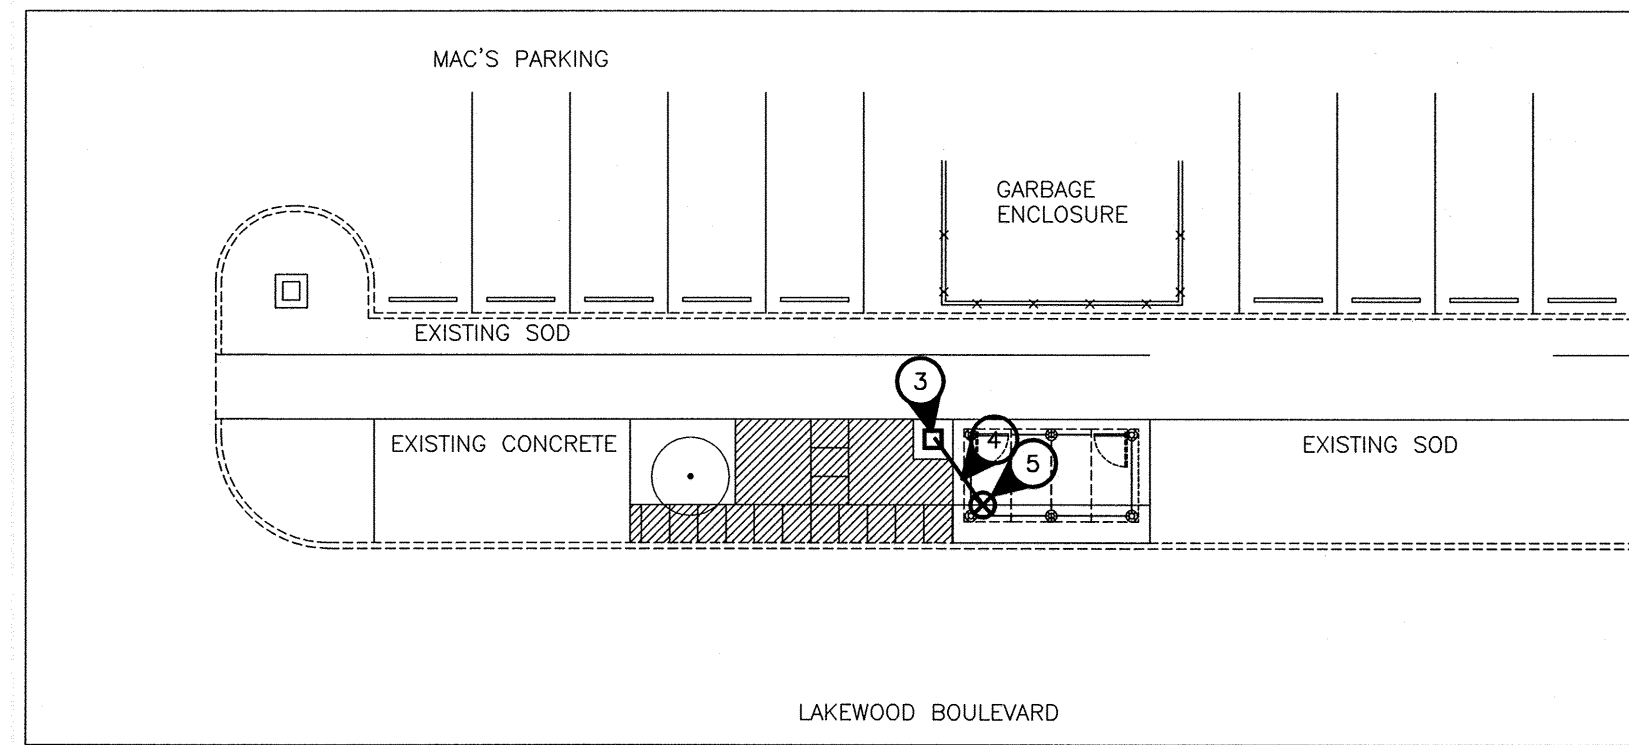 MAC'S PARKING
GARBAGE
ENCLOSURE
EXISTING SOD
3
EXISTING CONCRETE
4
5
EXISTING SOD
LAKEWOOD BOULEVARD